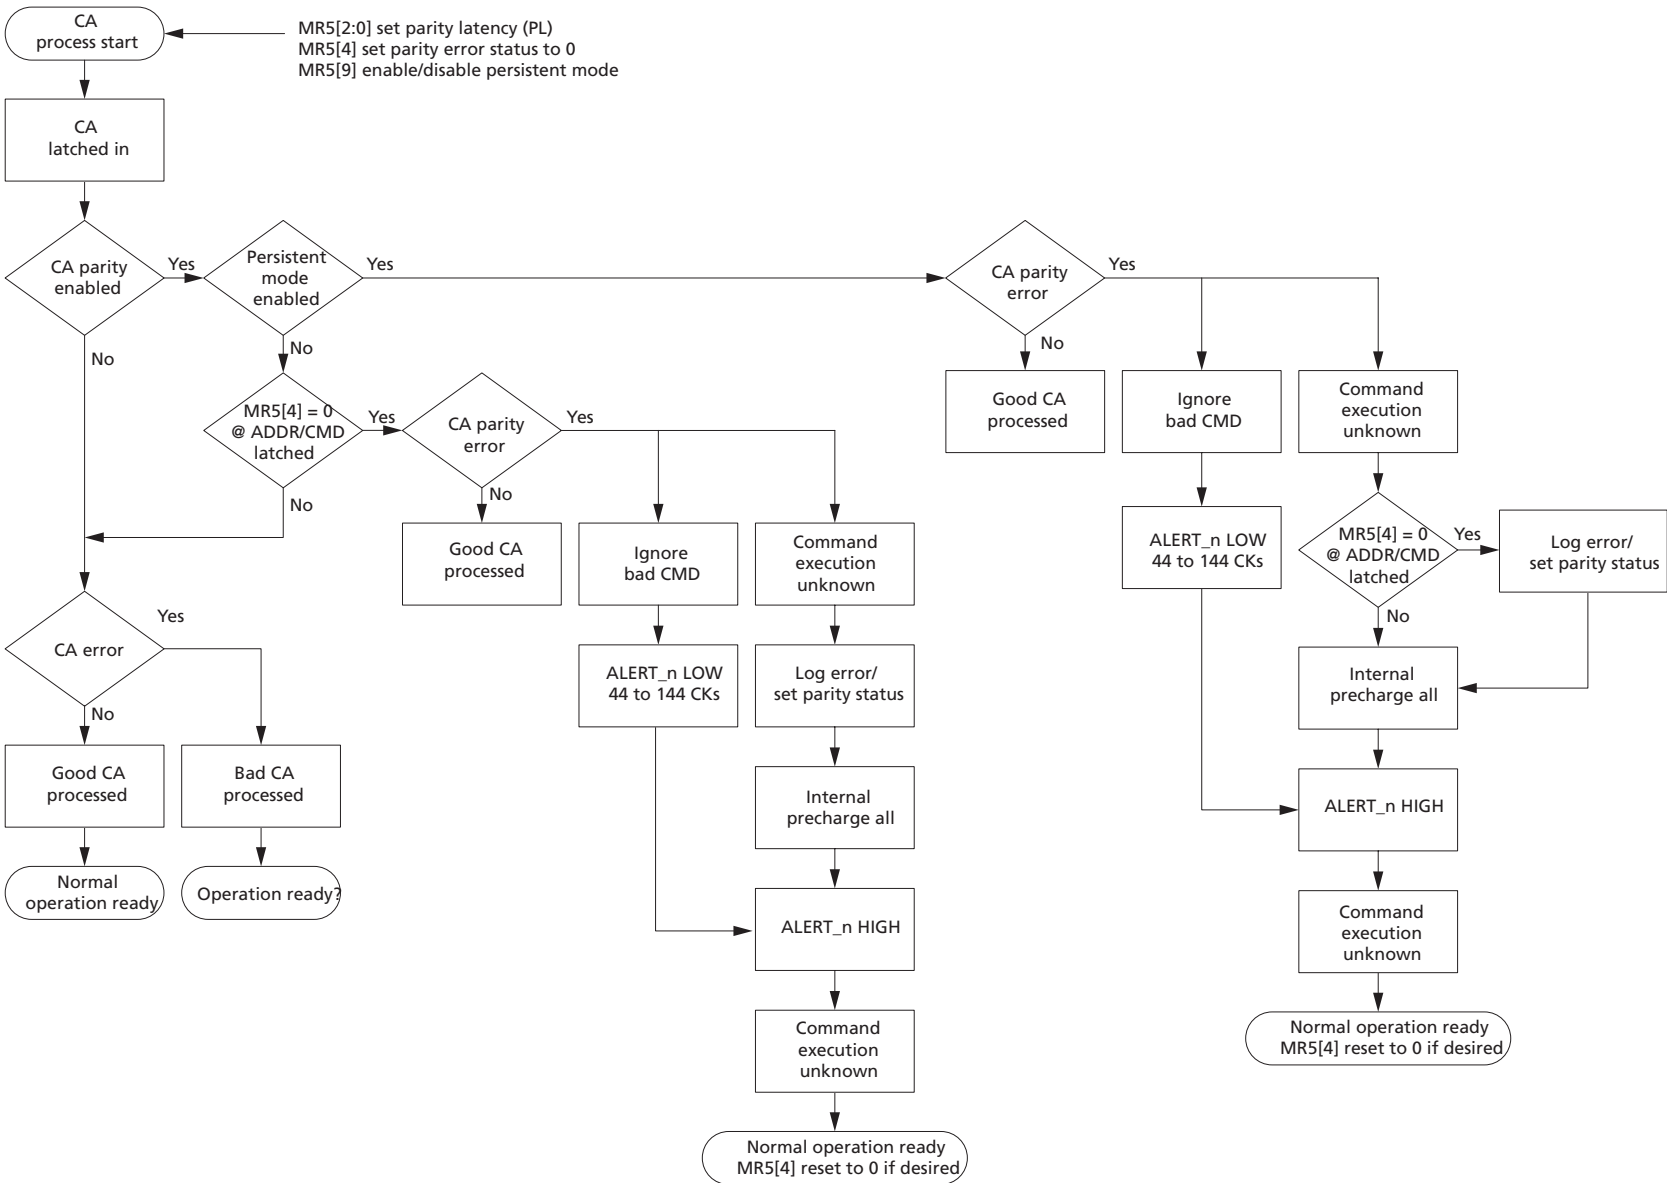 CA
process start
MR5[2:0] set parity latency (PL)
MR5[4] set parity error status to 0
MR5[9] enable/disable persistent mode
CA
latched in
CA parity
enabled
Yes
No
Persistent
mode
enabled
Yes
No
CA parity
error
Yes
No
MR5[4] = 0
@ ADDR/CMD
latched
Yes
No
CA parity
error
Yes
No
Good CA
processed
Ignore
bad CMD
Command
execution
unknown
Good CA
processed
Ignore
bad CMD
Command
execution
unknown
ALERT_n LOW
44 to 144 CKs
MR5[4] = 0
@ ADDR/CMD
latched
Yes
No
Log error/
set parity status
CA error
Yes
No
ALERT_n LOW
44 to 144 CKs
Log error/
set parity status
Internal
precharge all
Good CA
processed
Bad CA
processed
Internal
precharge all
ALERT_n HIGH
Normal
operation ready
Operation ready?
ALERT_n HIGH
Command
execution
unknown
Command
execution
unknown
Normal operation ready
MR5[4] reset to 0 if desired
Normal operation ready
MR5[4] reset to 0 if desired